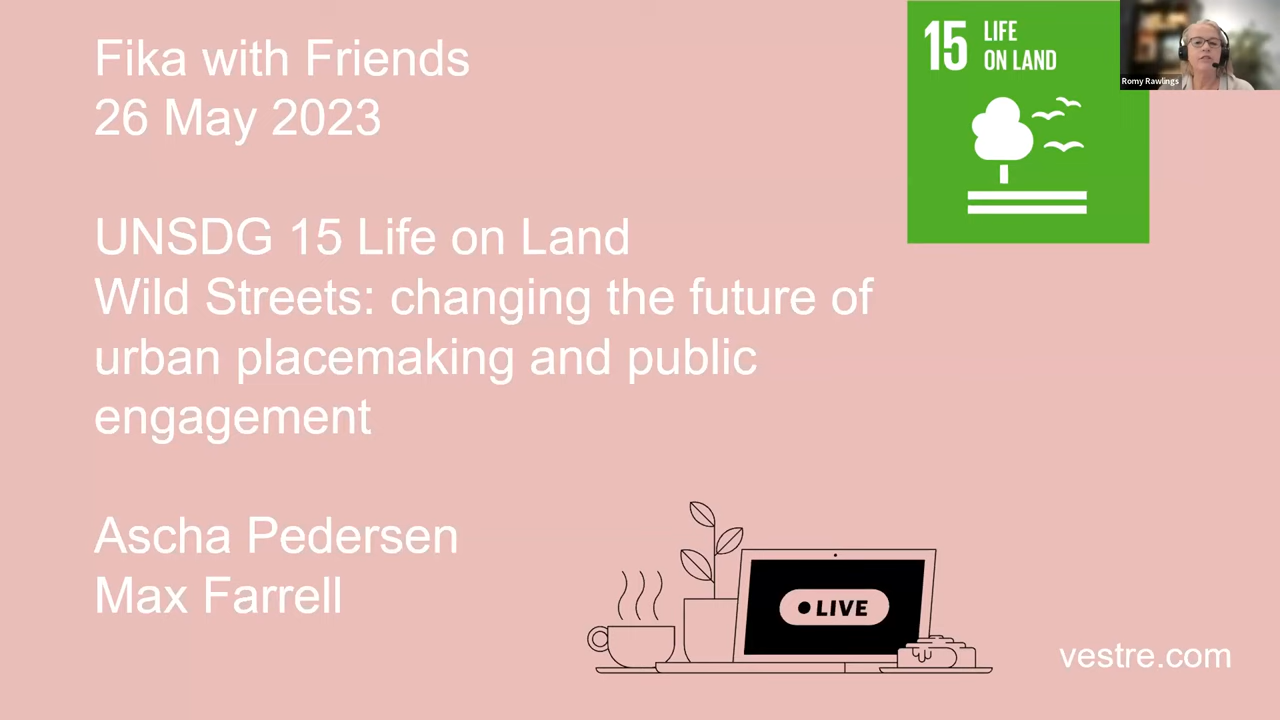 Fika with Friends
26 May 2023
UNSDG 15 Life on Land
Wild Streets: changing the future of
urban placemaking and public
engagement
Ascha Pedersen
Max Farrell
15 LIFE
ON LAND
Romy Rawlings
LIVE
vestre.com